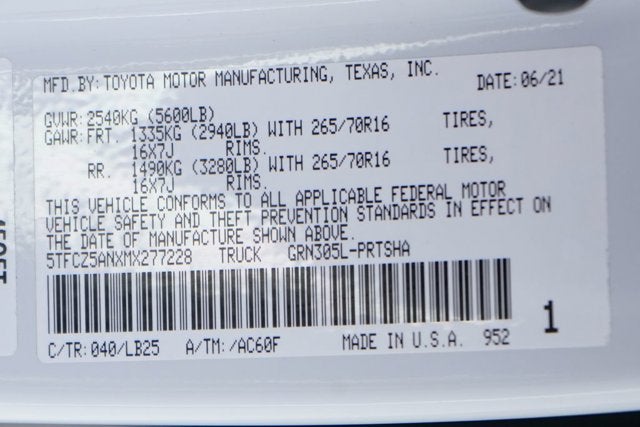 MFD.BY:TOYOTA MOTOR MANUFACTURING, TEXAS, INC. DATE:06/21
GVWR:2540KG (5600LB)
GAWR:FRT. 1335KG (2940LB) WITH 265/70R16 TIRES,
16X7J RIMS.
RR. 1490KG (3280LB) WITH 265/70R16 TIRES,
16X7J RIMS.
THIS VEHICLE CONFORMS TO ALL APPLICABLE FEDERAL MOTOR
VEHICLE SAFETY AND THEFT PREVENTION STANDARDS IN EFFECT ON
THE DATE OF MANUFACTURE SHOWN ABOVE.
5TFCZ5ANXMX277228 TRUCK GRN305L-PRTSHA
1
C/TR:040/LB25 A/TM:/AC60F MADE IN U.S.A. 952